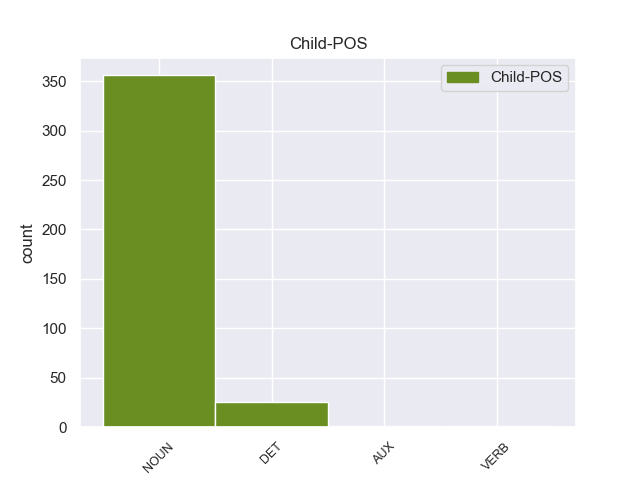 Child-POS
Child-POS
350
300
250
200
150
100
50
0
count
NOUN
DET
AUX
VERB